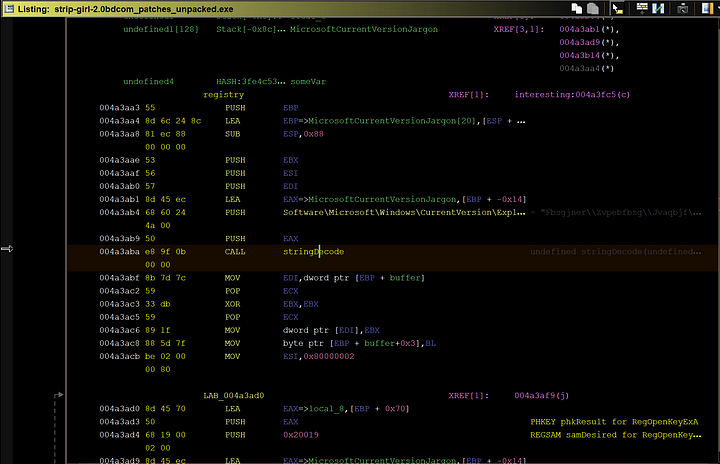 Listing: strip-girl-2.0bdcom_patches_unpacked.exe
undefined1[128] Stack[-0x8c]... MicrosoftCurrentVersionJargon XREF[3,1]: 004a3ab1(*),
004a3ad9(*),
004a3b14(*),
004a3aa4(*)
undefined4 HASH:3fe4c53... someVar
registry XREF[1]: interesting:004a3fc5(c)
004a3aa3 55 PUSH EBP
004a3aa4 8d 6c 24 8c LEA EBP=>MicrosoftCurrentVersionJargon[20],[ESP + ...
004a3aa8 81 ec 88 SUB ESP,0x88
00 00 00
004a3aae 53 PUSH EBX
004a3aaf 56 PUSH ESI
004a3ab0 57 PUSH EDI
004a3ab1 8d 45 ec LEA EAX=>MicrosoftCurrentVersionJargon,[EBP + -0x14]
004a3ab4 68 60 24 PUSH Software\Microsoft\Windows\CurrentVersion\Expl... = "Fbsgjner\\Zvpebfbsg\\Jvaqbjf\...
4a 00
004a3ab9 50 PUSH EAX
004a3aba e8 9f 0b CALL stringDecode undefined stringDecode(undefined...
00 00
004a3abf 8b 7d 7c MOV EDI,dword ptr [EBP + buffer]
004a3ac2 59 POP ECX
004a3ac3 33 db XOR EBX,EBX
004a3ac5 59 POP ECX
004a3ac6 89 1f MOV dword ptr [EDI],EBX
004a3ac8 88 5d 7f MOV byte ptr [EBP + buffer+0x3],BL
004a3acb be 02 00 MOV ESI,0x80000002
00 80
LAB_004a3ad0 XREF[1]: 004a3af9(j)
004a3ad0 8d 45 70 LEA EAX=>local_8,[EBP + 0x70]
004a3ad3 50 PUSH EAX PHKEY phkResult for RegOpenKeyExA
004a3ad4 68 19 00 PUSH 0x20019 REGSAM samDesired for RegOpenKey...
02 00
004a3ad9 8d 45 ec LEA EAX=>MicrosoftCurrentVersionJargon,[EBP + -0x14]